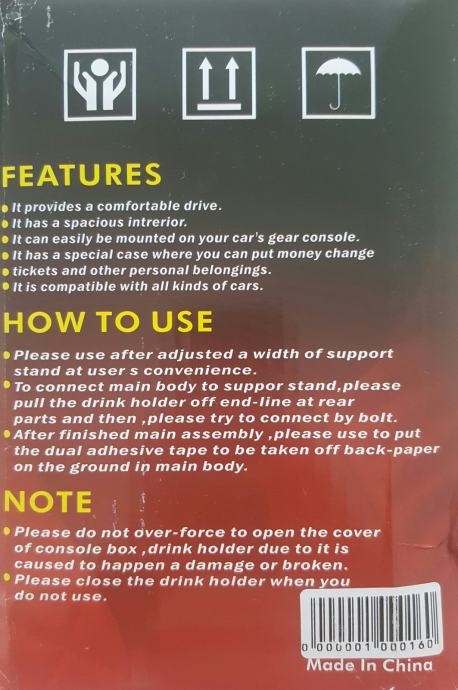 FEATURES
• It provides a comfortable drive.
• It has a spacious intrerior.
• It can easily be mounted on your car's gear console.
• It has a special case where you can put money change
• tickets and other personal belongings.
• It is compatible with all kinds of cars.
HOW TO USE
• Please use after adjusted a width of support
stand at user s convenience.
• To connect main body to suppor stand,please
pull the drink holder off end-line at rear
parts and then ,please try to connect by bolt.
• After finished main assembly ,please use to put
the dual adhesive tape to be taken off back-paper
on the ground in main body.
NOTE
• Please do not over-force to open the cover
of console box ,drink holder due to it is
caused to happen a damage or broken.
• Please close the drink holder when you
do not use.
0 000001 000160
Made In China